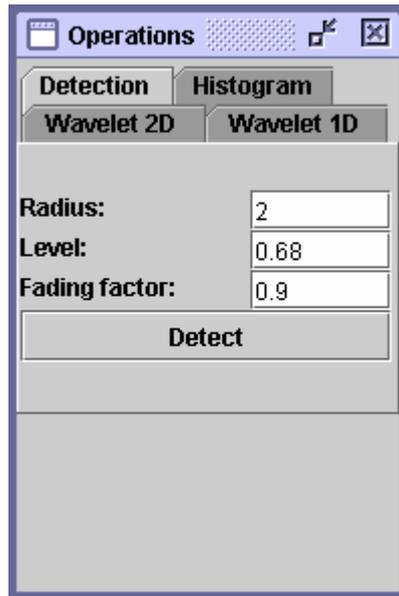 Operations
Detection Histogram
Wavelet 2D Wavelet 1D
Radius: 2
Level: 0.68
Fading factor: 0.9
Detect